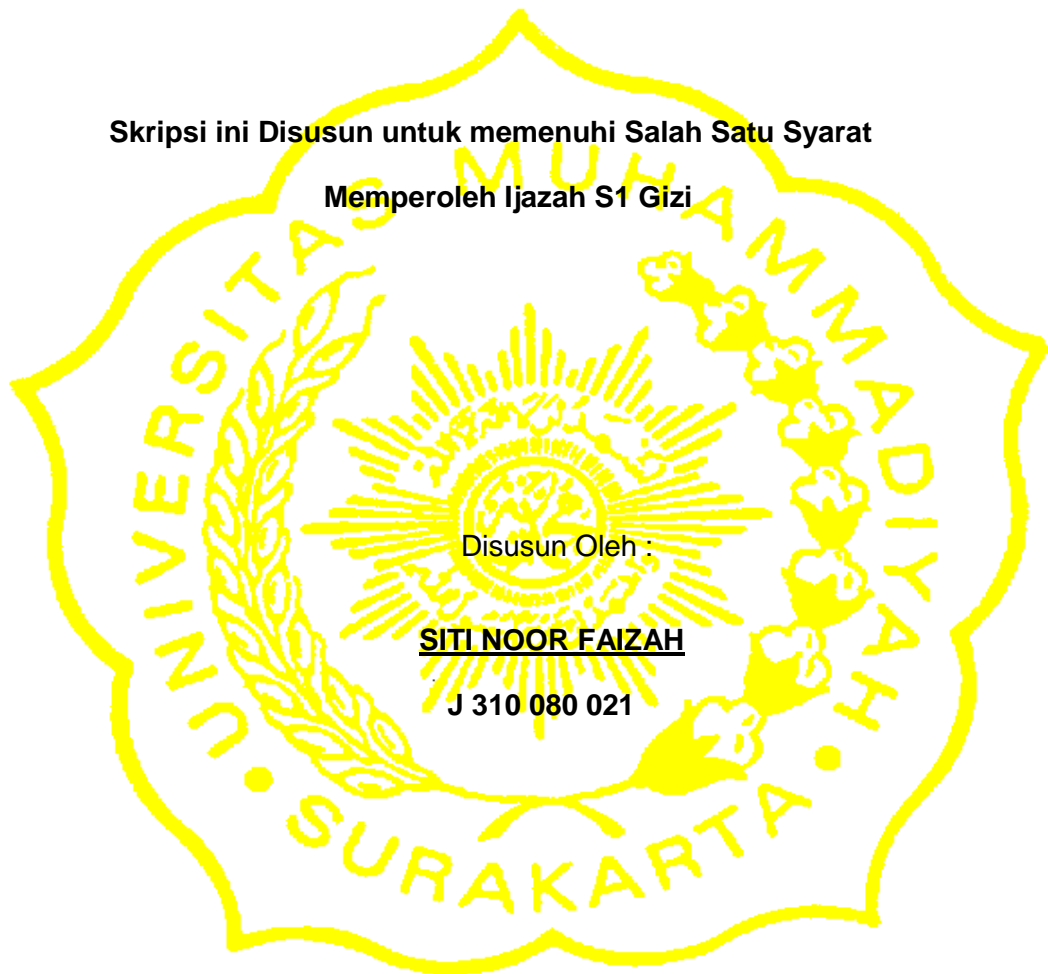 Skripsi ini Disusun untuk memenuhi Salah Satu Syarat
Memperoleh Ijazah S1 Gizi
UNIVERSITAS MUHAMMADIYAH
Disusun Oleh :
SITI NOOR FAIZAH
J 310 080 021
SURAKARTA